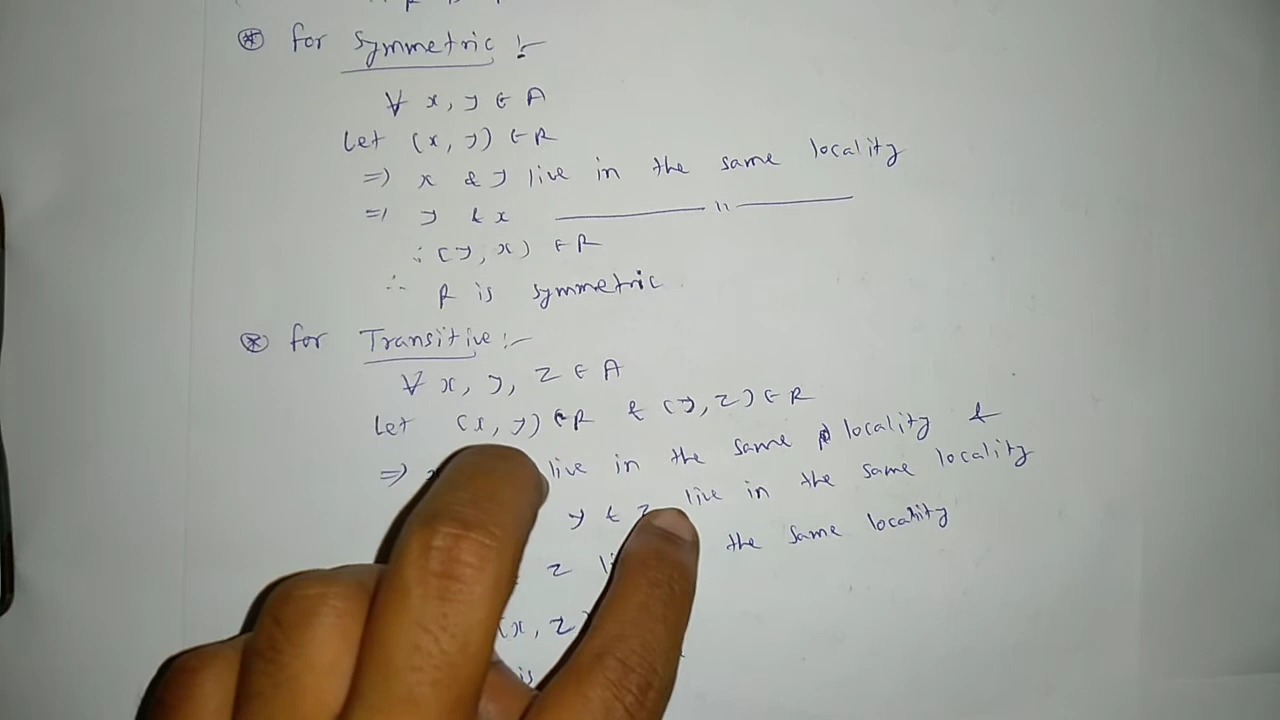 ⊛ for symmetric :-
∀ x, y ∈ A
Let (x, y) ∈ R
=> x & y live in the same locality
=> y & x —— 〃 ——
∴ (y, x) ∈ R
∴ R is symmetric
⊛ for Transitive :-
∀ x, y, z ∈ A
Let (x, y) ∈ R & (y, z) ∈ R
=> live in the same locality &
y & z live in the same locality
z the same locality
(x, z)
is